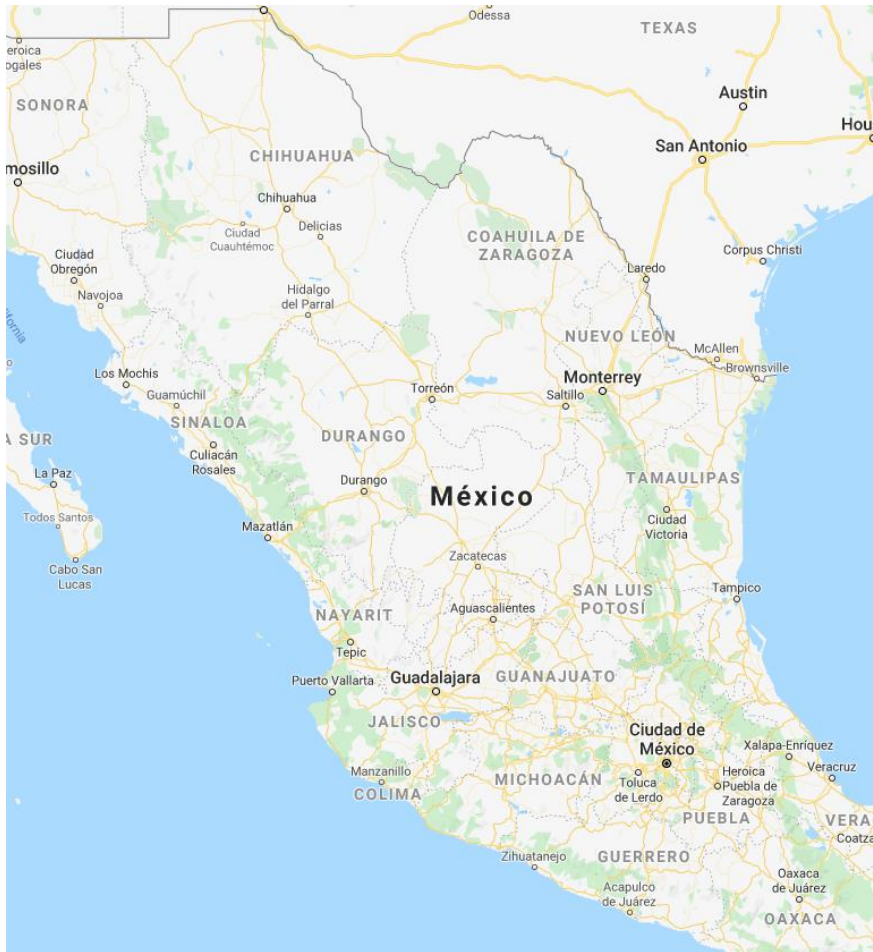 Odessa
TEXAS
eroica
ogales
SONORA
Austin
Hou
San Antonio
CHIHUAHUA
mosillo
Chihuahua
Ciudad
Cuauhtémoc
Delicias
COAHUILA DE
ZARAGOZA
Corpus Christi
Ciudad
Obregón
Laredo
Navojoa
Hidalgo
del Parral
ifornia
NUEVO LEÓN
McAllen
Los Mochis
Brownsville
Monterrey
Torreón
Saltillo
Guamúchil
SINALOA
A SUR
DURANGO
Culiacán
Rosales
La Paz
TAMAULIPAS
Durango
México
Todos Santos
Ciudad
Victoria
Mazatlán
Cabo San
Lucas
Zacatecas
SAN LUIS
POTOSÍ
Tampico
NAYARIT
Aguascalientes
Tepic
Puerto Vallarta
Guadalajara
GUANAJUATO
JALISCO
Ciudad de
México
Xalapa-Enríquez
Manzanillo
COLIMA
MICHOACÁN
Toluca
de Lerdo
Heroica
Puebla de
Zaragoza
Veracruz
PUEBLA
VERA
Coatza
Zihuatanejo
GUERRERO
Oaxaca
de Juárez
Acapulco
de Juárez
OAXACA